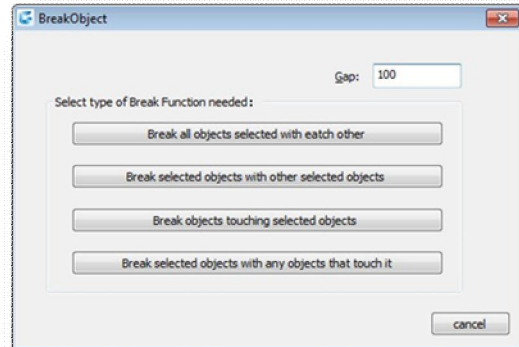 BreakObject
Gap: 100
Select type of Break Function needed:
Break all objects selected with eatch other
Break selected objects with other selected objects
Break objects touching selected objects
Break selected objects with any objects that touch it
cancel